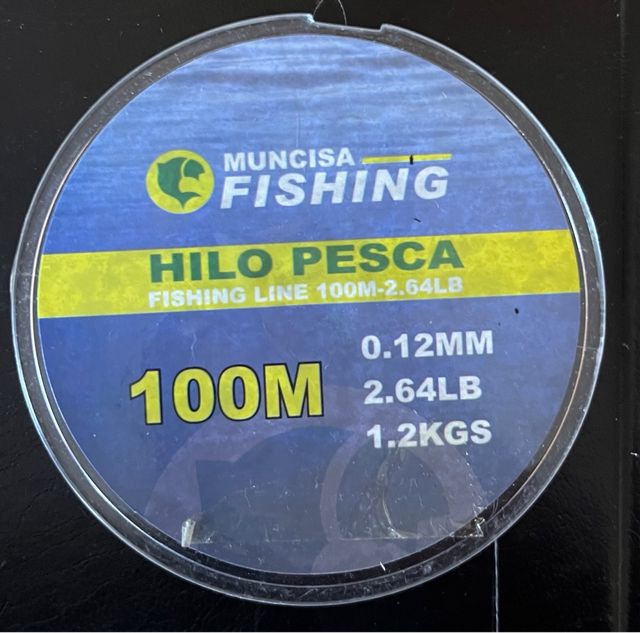 MUNCISA
FISHING
HILO PESCA
FISHING LINE 100M-2.64LB
100M
0.12MM
2.64LB
1.2KGS